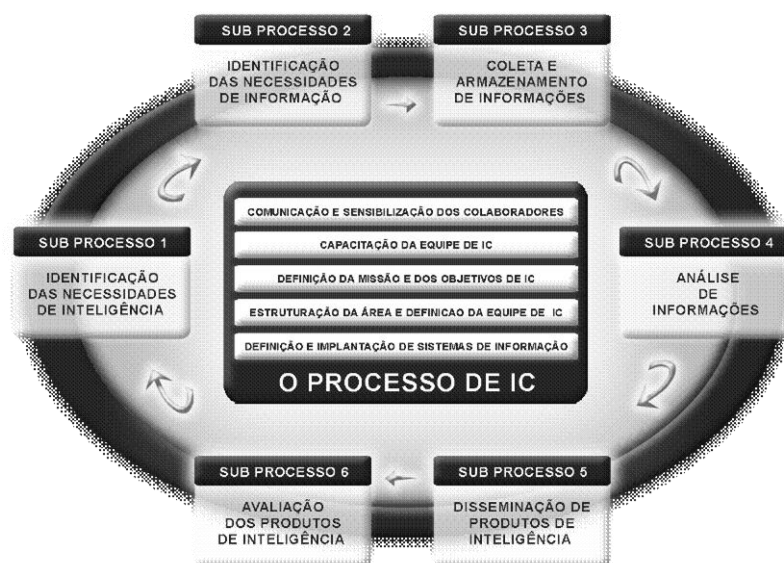 SUB PROCESSO 2
IDENTIFICAÇÃO
DAS NECESSIDADES
DE INFORMAÇÃO
SUB PROCESSO 3
COLETA E
ARMAZENAMENTO
DE INFORMAÇÕES
SUB PROCESSO 1
IDENTIFICAÇÃO
DAS NECESSIDADES
DE INTELIGÊNCIA
COMUNICAÇÃO E SENSIBILIZAÇÃO DOS COLABORADORES
CAPACITAÇÃO DA EQUIPE DE IC
DEFINIÇÃO DA MISSÃO E DOS OBJETIVOS DE IC
ESTRUTURAÇÃO DA ÁREA E DEFINICAO DA EQUIPE DE IC
DEFINIÇÃO E IMPLANTAÇÃO DE SISTEMAS DE INFORMAÇÃO
O PROCESSO DE IC
SUB PROCESSO 4
ANÁLISE
DE
INFORMAÇÕES
SUB PROCESSO 6
AVALIAÇÃO
DOS PRODUTOS
DE INTELIGÊNCIA
SUB PROCESSO 5
DISSEMINAÇÃO DE
PRODUTOS DE
INTELIGÊNCIA